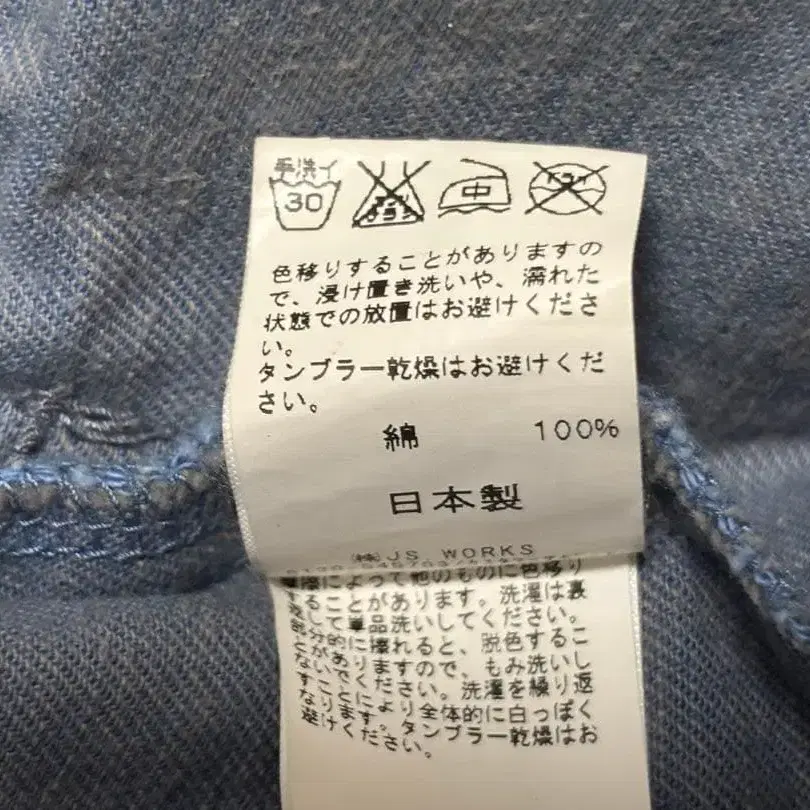 手洗イ
30
中
ドライ
色移りすることがありますの
で、浸け置き洗いや、濡れた
状態での放置はお避けくださ
い。
タンブラー乾燥はお避けくだ
さい。
綿 100%
日本製
(株)JS WORKS
によって他のものに色移り
することがあります。洗濯は裏
返して単品洗いしてください。
部分的に擦れると、脱色するこ
とがありますので、もみ洗いし
ないでください。洗濯を繰り返
すことにより全体的に白っぽく
なります。タンブラー乾燥はお
避けください。